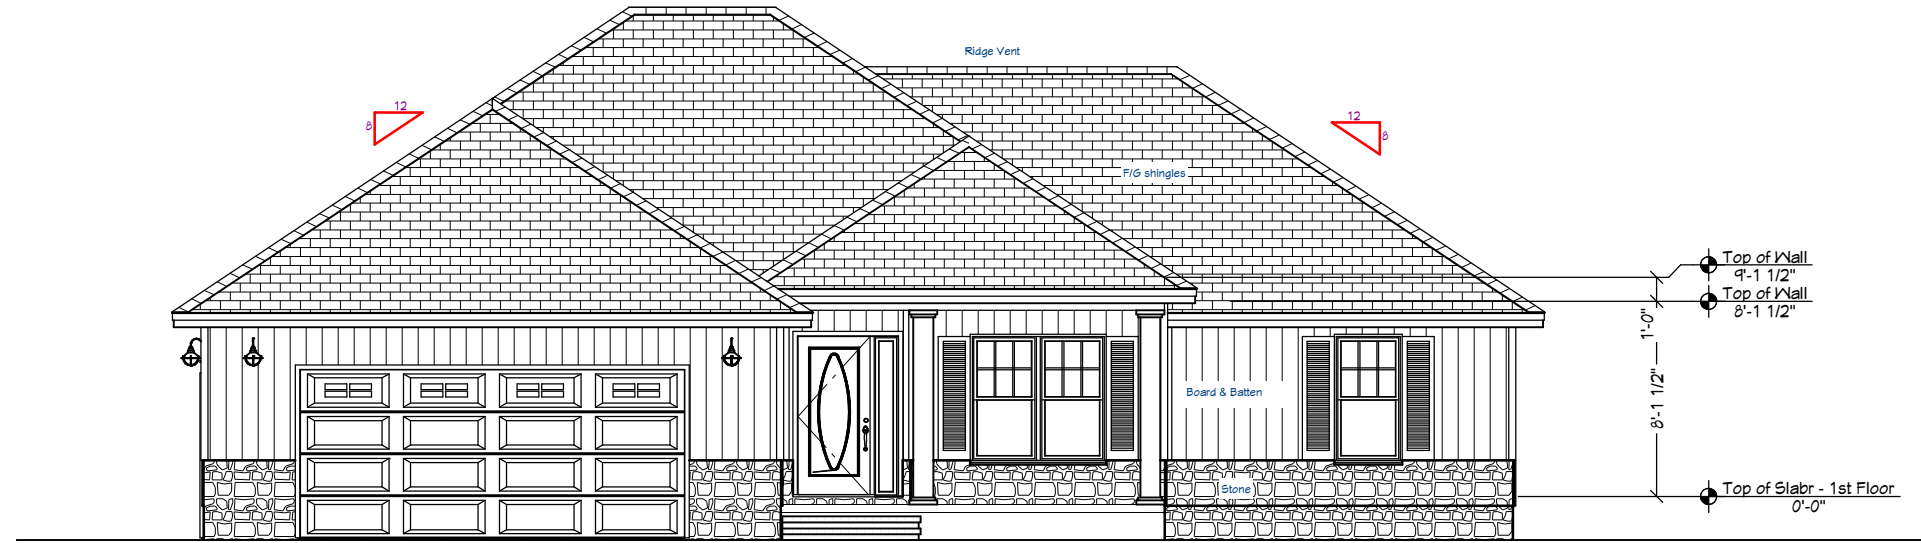 Ridge Vent
12
8
12
8
F/G shingles
Top of Wall
9'-1 1/2"
Top of Wall
8'-1 1/2"
1'-0"
8'-1 1/2"
Board & Batten
Stone
Top of Slabr - 1st Floor
0'-0"